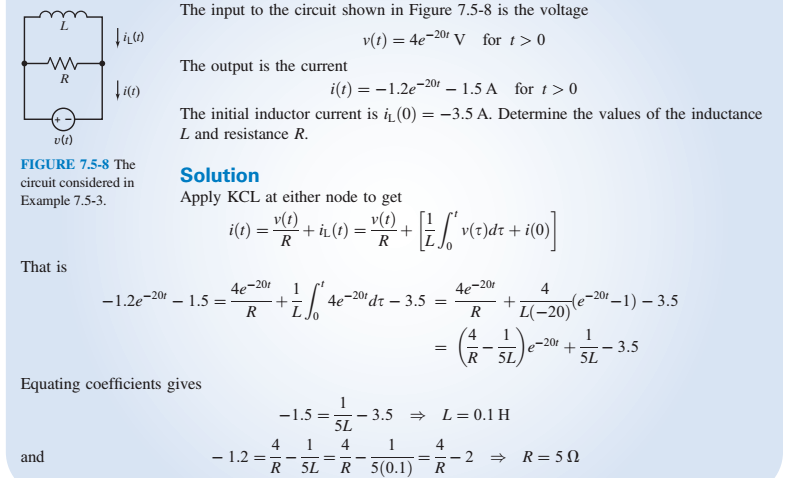 L
i_L(t)
R
i(t)
+ -
v(t)
FIGURE 7.5-8 The
circuit considered in
Example 7.5-3.
The input to the circuit shown in Figure 7.5-8 is the voltage
v(t) = 4e^{-20t} V for t > 0
The output is the current
i(t) = -1.2e^{-20t} - 1.5 A for t > 0
The initial inductor current is i_L(0) = -3.5 A. Determine the values of the inductance
L and resistance R.
Solution
Apply KCL at either node to get
i(t) = v(t)/R + i_L(t) = v(t)/R + [1/L ∫_0^t v(τ)dτ + i(0)]
That is
-1.2e^{-20t} - 1.5 = 4e^{-20t}/R + 1/L ∫_0^t 4e^{-20t}dτ - 3.5 = 4e^{-20t}/R + 4/L(-20) (e^{-20t}-1) - 3.5
= (4/R - 1/5L)e^{-20t} + 1/5L - 3.5
Equating coefficients gives
-1.5 = 1/5L - 3.5 ⇒ L = 0.1 H
and - 1.2 = 4/R - 1/5L = 4/R - 1/5(0.1) = 4/R - 2 ⇒ R = 5 Ω